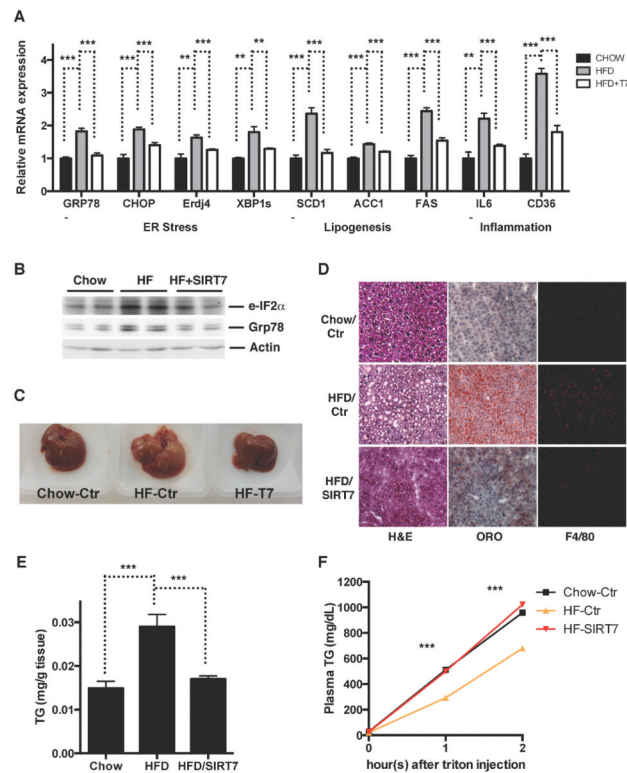 A
Relative mRNA expression
4
3
2
1
*** *** *** *** ** *** ** ** *** *** *** *** *** *** ** ** *** ***
CHOW
HFD
HFD+T7
GRP78 CHOP Erdj4 XBP1s SCD1 ACC1 FAS IL6 CD36
ER Stress Lipogenesis Inflammation
B
Chow HF HF+SIRT7
e-IF2α
Grp78
Actin
C
Chow-Ctr HF-Ctr HF-T7
D
Chow/
Ctr
HFD/
Ctr
HFD/
SIRT7
H&E ORO F4/80
E
TG (mg/g tissue)
0.03
0.02
0.01
0.00
*** ***
Chow HFD HFD/SIRT7
F
Plasma TG (mg/dL)
1200
1000
800
600
400
200
0
*** ***
Chow-Ctr
HF-Ctr
HF-SIRT7
0 1 2
hour(s) after triton injection